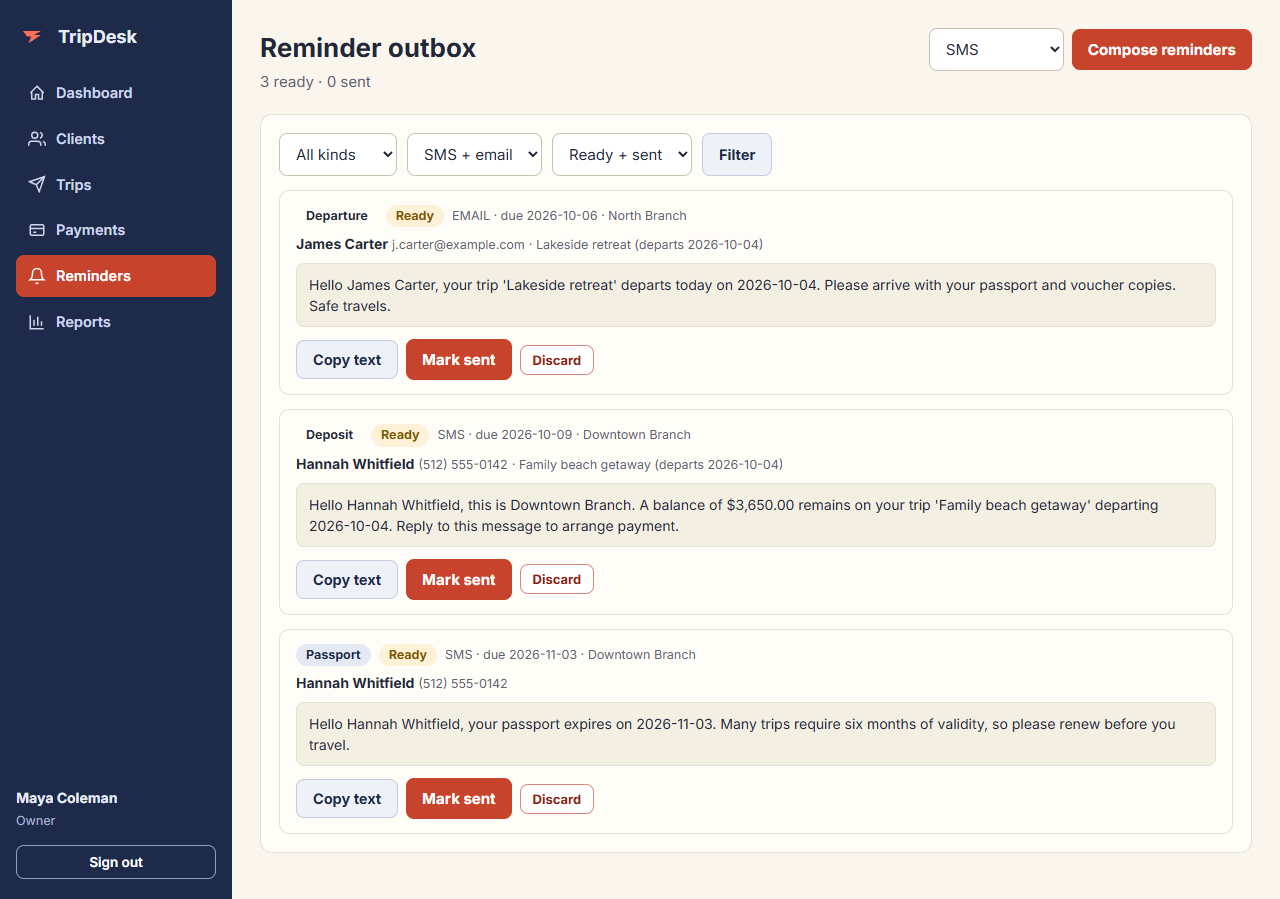 TripDesk
Dashboard
Clients
Trips
Payments
Reminders
Reports
Maya Coleman
Owner
Sign out
Reminder outbox
3 ready · 0 sent
SMS
Compose reminders
All kinds
SMS + email
Ready + sent
Filter
Departure Ready EMAIL · due 2026-10-06 · North Branch
James Carter j.carter@example.com · Lakeside retreat (departs 2026-10-04)
Hello James Carter, your trip 'Lakeside retreat' departs today on 2026-10-04. Please arrive with your passport and voucher copies.
Safe travels.
Copy text Mark sent Discard
Deposit Ready SMS · due 2026-10-09 · Downtown Branch
Hannah Whitfield (512) 555-0142 · Family beach getaway (departs 2026-10-04)
Hello Hannah Whitfield, this is Downtown Branch. A balance of $3,650.00 remains on your trip 'Family beach getaway' departing
2026-10-04. Reply to this message to arrange payment.
Copy text Mark sent Discard
Passport Ready SMS · due 2026-11-03 · Downtown Branch
Hannah Whitfield (512) 555-0142
Hello Hannah Whitfield, your passport expires on 2026-11-03. Many trips require six months of validity, so please renew before you
travel.
Copy text Mark sent Discard